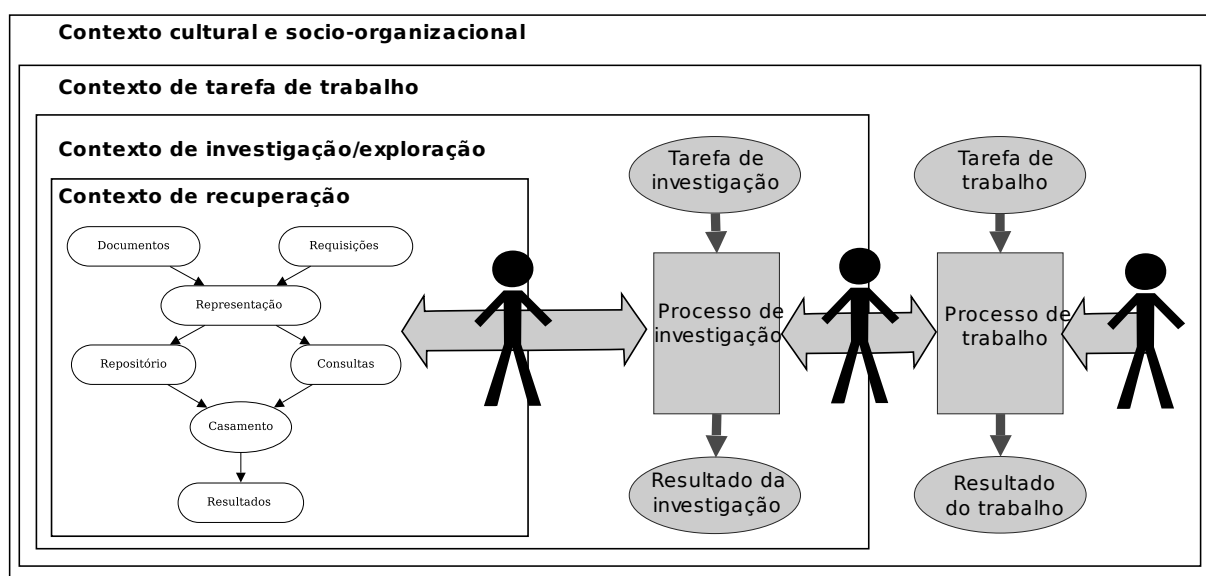 Contexto cultural e socio-organizacional
Contexto de tarefa de trabalho
Contexto de investigação/exploração
Contexto de recuperação
Documentos
Requisições
Representação
Repositório
Consultas
Casamento
Resultados
Tarefa de
investigação
Processo de
investigação
Resultado da
investigação
Tarefa de
trabalho
Processo de
trabalho
Resultado
do trabalho